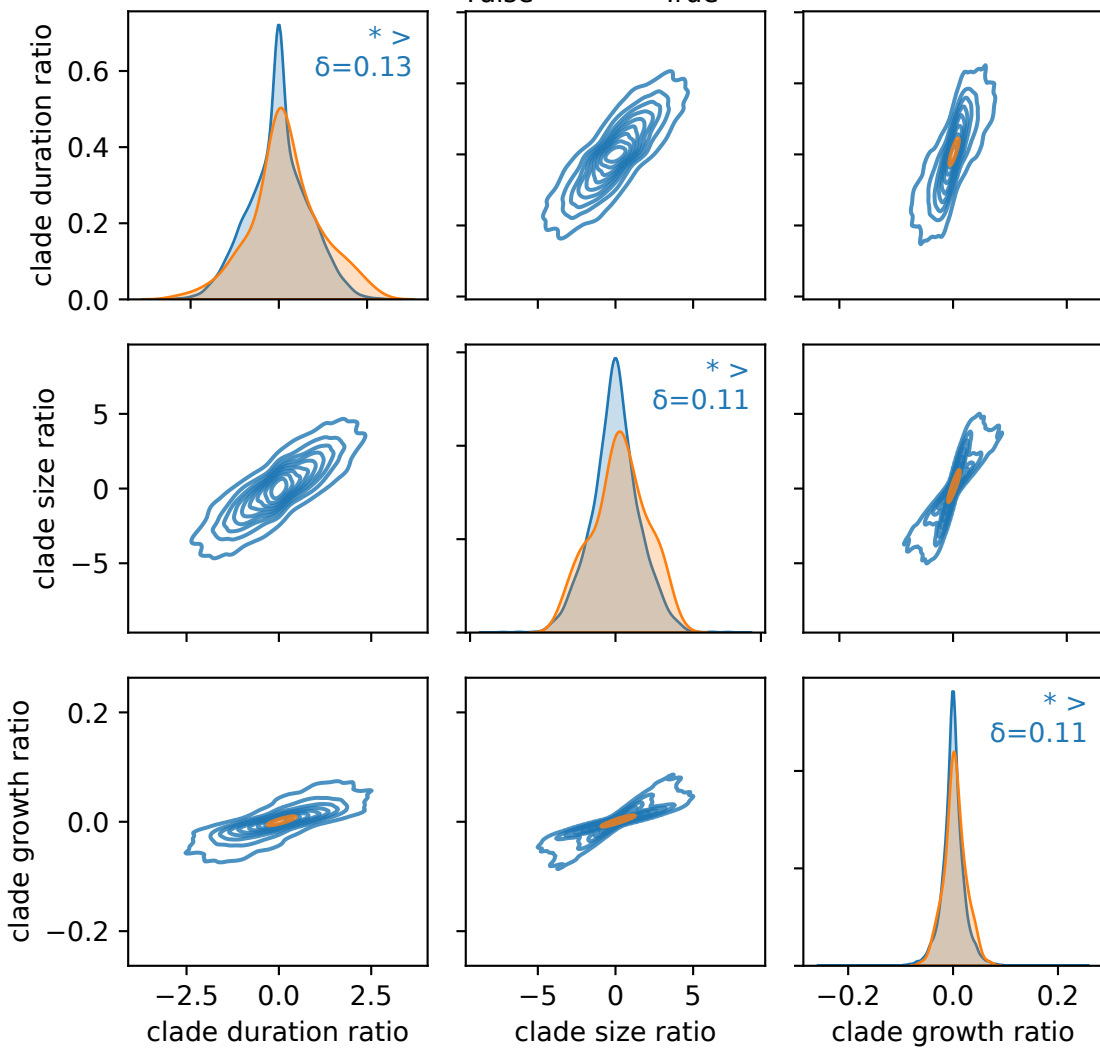 clade duration ratio
0.6
0.4
0.2
0.0
* >
δ=0.13
clade size ratio
5
0
−5
* >
δ=0.11
clade growth ratio
0.2
0.0
−0.2
* >
δ=0.11
−2.5 0.0 2.5
−5 0 5
−0.2 0.0 0.2
clade duration ratio
clade size ratio
clade growth ratio